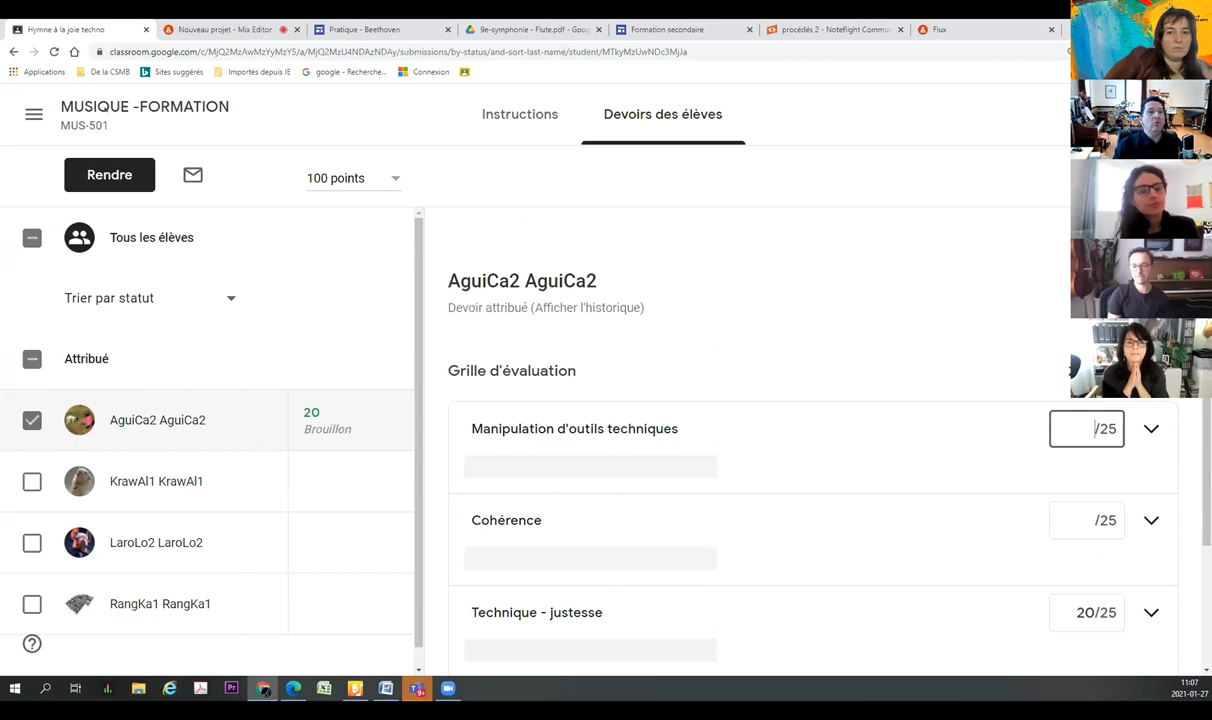 Hymne à la joie techno
Nouveau projet - Mix Editor
Pratique - Beethoven
9e-symphonie - Flute.pdf - Goog
Formation secondaire
procédés 2 - Noteflight Commu
Flux
classroom.google.com/c/MjQ2MzAwMzYyMzY5/a/MjQ2MzU4NDAzNDAy/submissions/by-status/and-sort-last-name/student/MTkyMzUwNDc3MjJa
Applications
De la CSMB
Sites suggérés
Importés depuis IE
google - Recherche...
Connexion
MUSIQUE -FORMATION
MUS-501
Instructions
Devoirs des élèves
Rendre
100 points
Tous les élèves
Trier par statut
Attribué
AguiCa2 AguiCa2
20
Brouillon
KrawAl1 KrawAl1
LaroLo2 LaroLo2
RangKa1 RangKa1
AguiCa2 AguiCa2
Devoir attribué (Afficher l'historique)
Grille d'évaluation
Manipulation d'outils techniques
/25
Cohérence
/25
Technique - justesse
20/25
11:07
2021-01-27